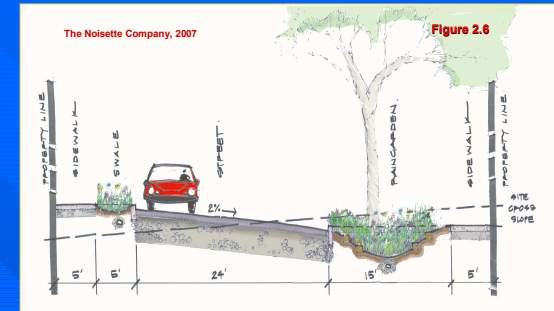 The Noisette Company, 2007
Figure 2.6
PROPERTY LINE
SIDEWALK
SWALE
STREET
RAINGARDEN
SIDEWALK
PROPERTY LINE
2%
SITE
CROSS
SLOPE
5'
5'
24'
15'
5'